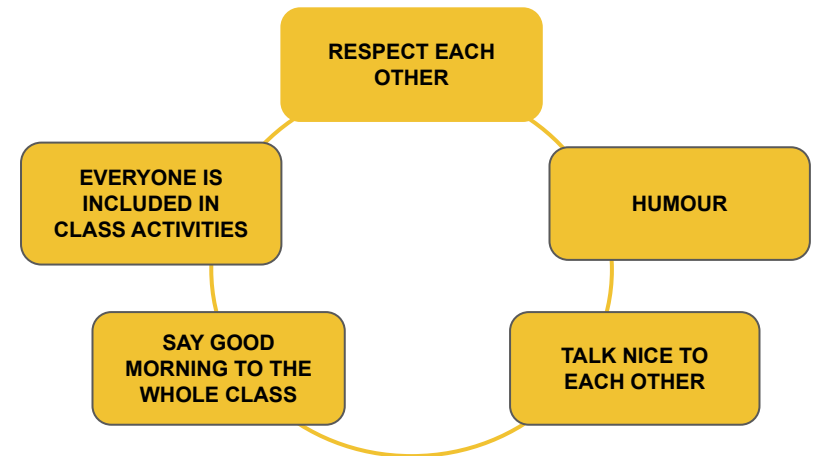 RESPECT EACH
OTHER
HUMOUR
TALK NICE TO
EACH OTHER
SAY GOOD
MORNING TO THE
WHOLE CLASS
EVERYONE IS
INCLUDED IN
CLASS ACTIVITIES